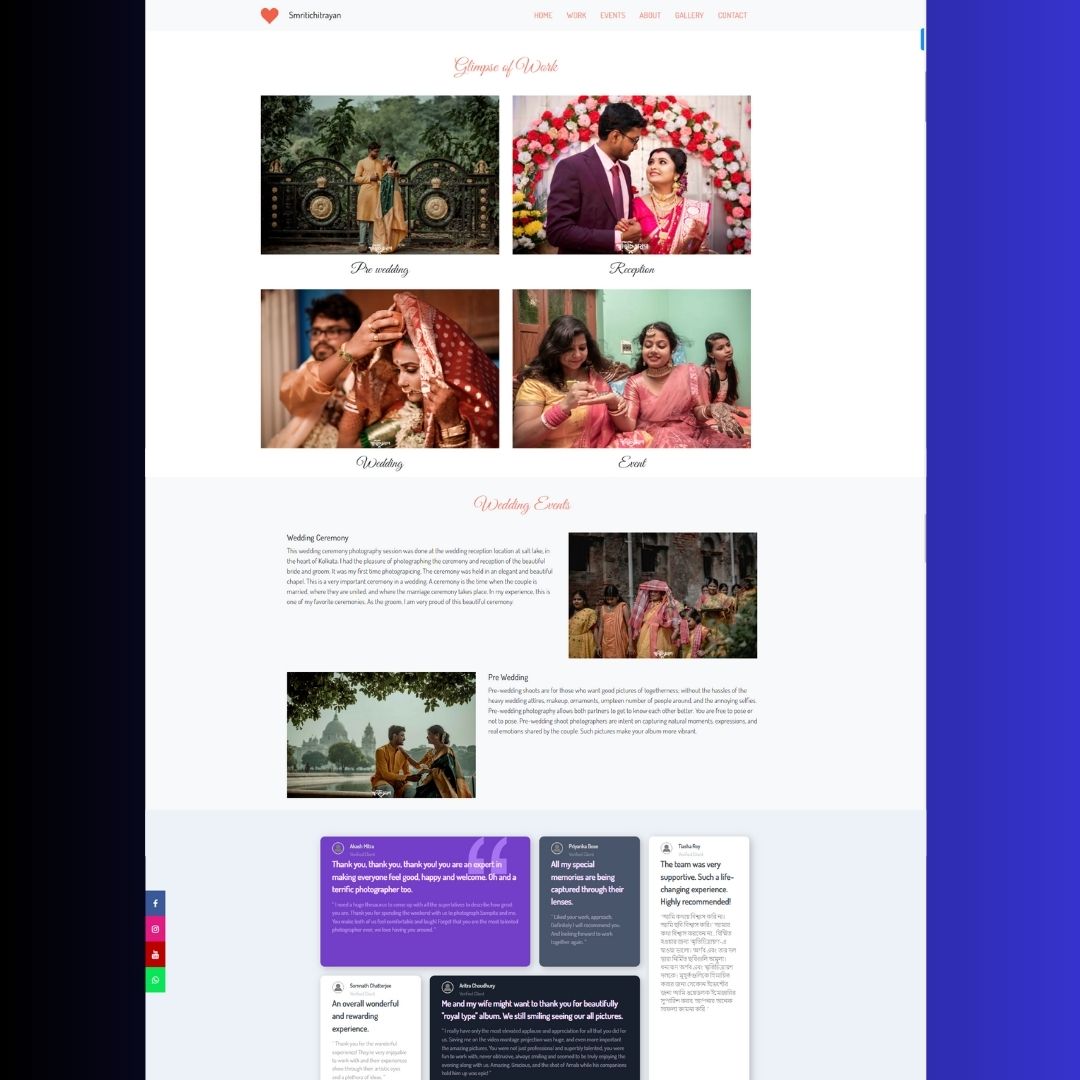 Smritichitrayan
HOME WORK EVENTS ABOUT GALLERY CONTACT
Glimpse of Work
Pre wedding
Reception
Wedding
Event
Wedding Events
Wedding Ceremony
This wedding ceremony photography session was done at the wedding reception location at salt lake, in
the heart of Kolkata. I had the pleasure of photographing the ceremony and reception of the beautiful
bride and groom. It was my first time photograpicing. The ceremony was held in an elegant and beautiful
chapel. This is a very important ceremony in a wedding. A ceremony is the time when the couple is
married, where they are united, and where the marriage ceremony takes place. In my experience, this is
one of my favorite ceremonies. As the groom, I am very proud of this beautiful ceremony.
Pre Wedding
Pre-wedding shoots are for those who want good pictures of togetherness; without the hassles of the
heavy wedding attires, makeup, ornaments, umpteen number of people around, and the annoying selfies.
Pre-wedding photography allows both partners to get to know each other better. You are free to pose or
not to pose. Pre-wedding shoot photographers are intent on capturing natural moments, expressions, and
real emotions shared by the couple. Such pictures make your album more vibrant.
Akash Mitra
Verified Client
Thank you, thank you, thank you! you are an expert in
making everyone feel good, happy and welcome. Oh and a
terrific photographer too.
" I need a huge thesaurus to come up with all the superlatives to describe how great
you are. Thank you for spending the weekend with us to photograph Sampita and me.
You make both of us feel comfortable and laugh! Forgot that you are the most talented
photographer ever, we love having you around. "
Priyanka Bose
Verified Client
All my special
memories are being
captured through their
lenses.
" Liked your work, approach.
Definitely I will recommend you.
And looking forward to work
together again. "
Tiasha Roy
Verified Client
The team was very
supportive. Such a life-
changing experience.
Highly recommended!
Somnath Chatterjee
Verified Client
An overall wonderful
and rewarding
experience.
" Thank you for the wonderful
experience! They're very enjoyable
to work with and their experiences
show through their artistic eyes
and a plethora of ideas. "
Aritra Choudhury
Verified Client
Me and my wife might want to thank you for beautifully
"royal type" album. We still smiling seeing our all pictures.
" I really have only the most elevated applause and appreciation for all that you did for
us. Saving me on the video montage projection was huge, and even more important
the amazing pictures. You were not just professional and superbly talented, you were
fun to work with, never obtrusive, always smiling and seemed to be truly enjoying the
evening along with us. Amazing, Gracious, and the shot of Arnab while his companions
hold him up was epic! "